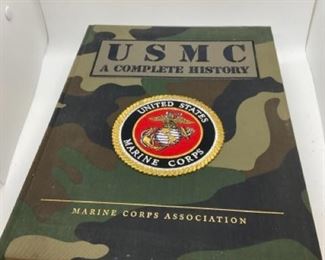 USMC
A COMPLETE HISTORY
UNITED STATES
MARINE CORPS
MARINE CORPS ASSOCIATION